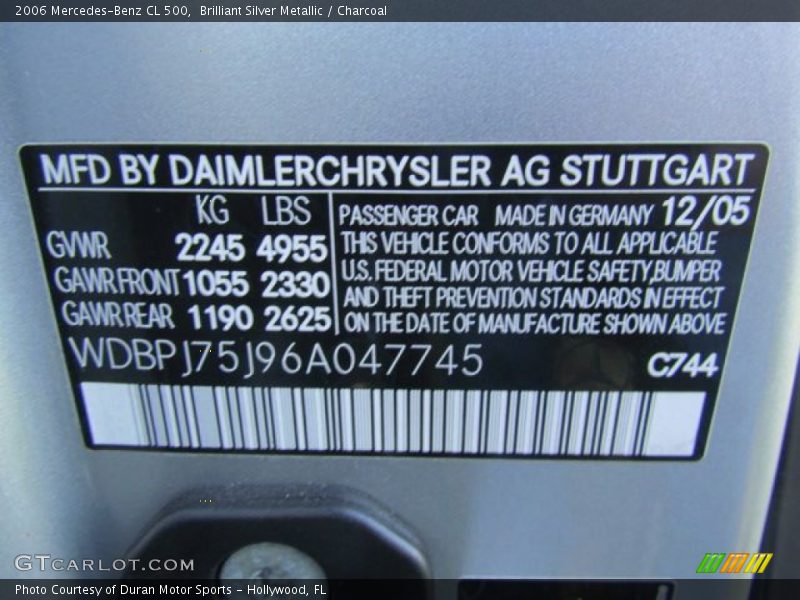 2006 Mercedes-Benz CL 500,  Brilliant Silver Metallic / Charcoal
MFD BY DAIMLERCHRYSLER AG STUTTGART
KG LBS
GVWR 2245 4955
GAWR FRONT 1055 2330
GAWR REAR 1190 2625
PASSENGER CAR MADE IN GERMANY 12/05
THIS VEHICLE CONFORMS TO ALL APPLICABLE
U.S. FEDERAL MOTOR VEHICLE SAFETY, BUMPER
AND THEFT PREVENTION STANDARDS IN EFFECT
ON THE DATE OF MANUFACTURE SHOWN ABOVE
WDBPJ75J96A047745 C744
GTCARLOT.COM
Photo Courtesy of Duran Motor Sports - Hollywood, FL